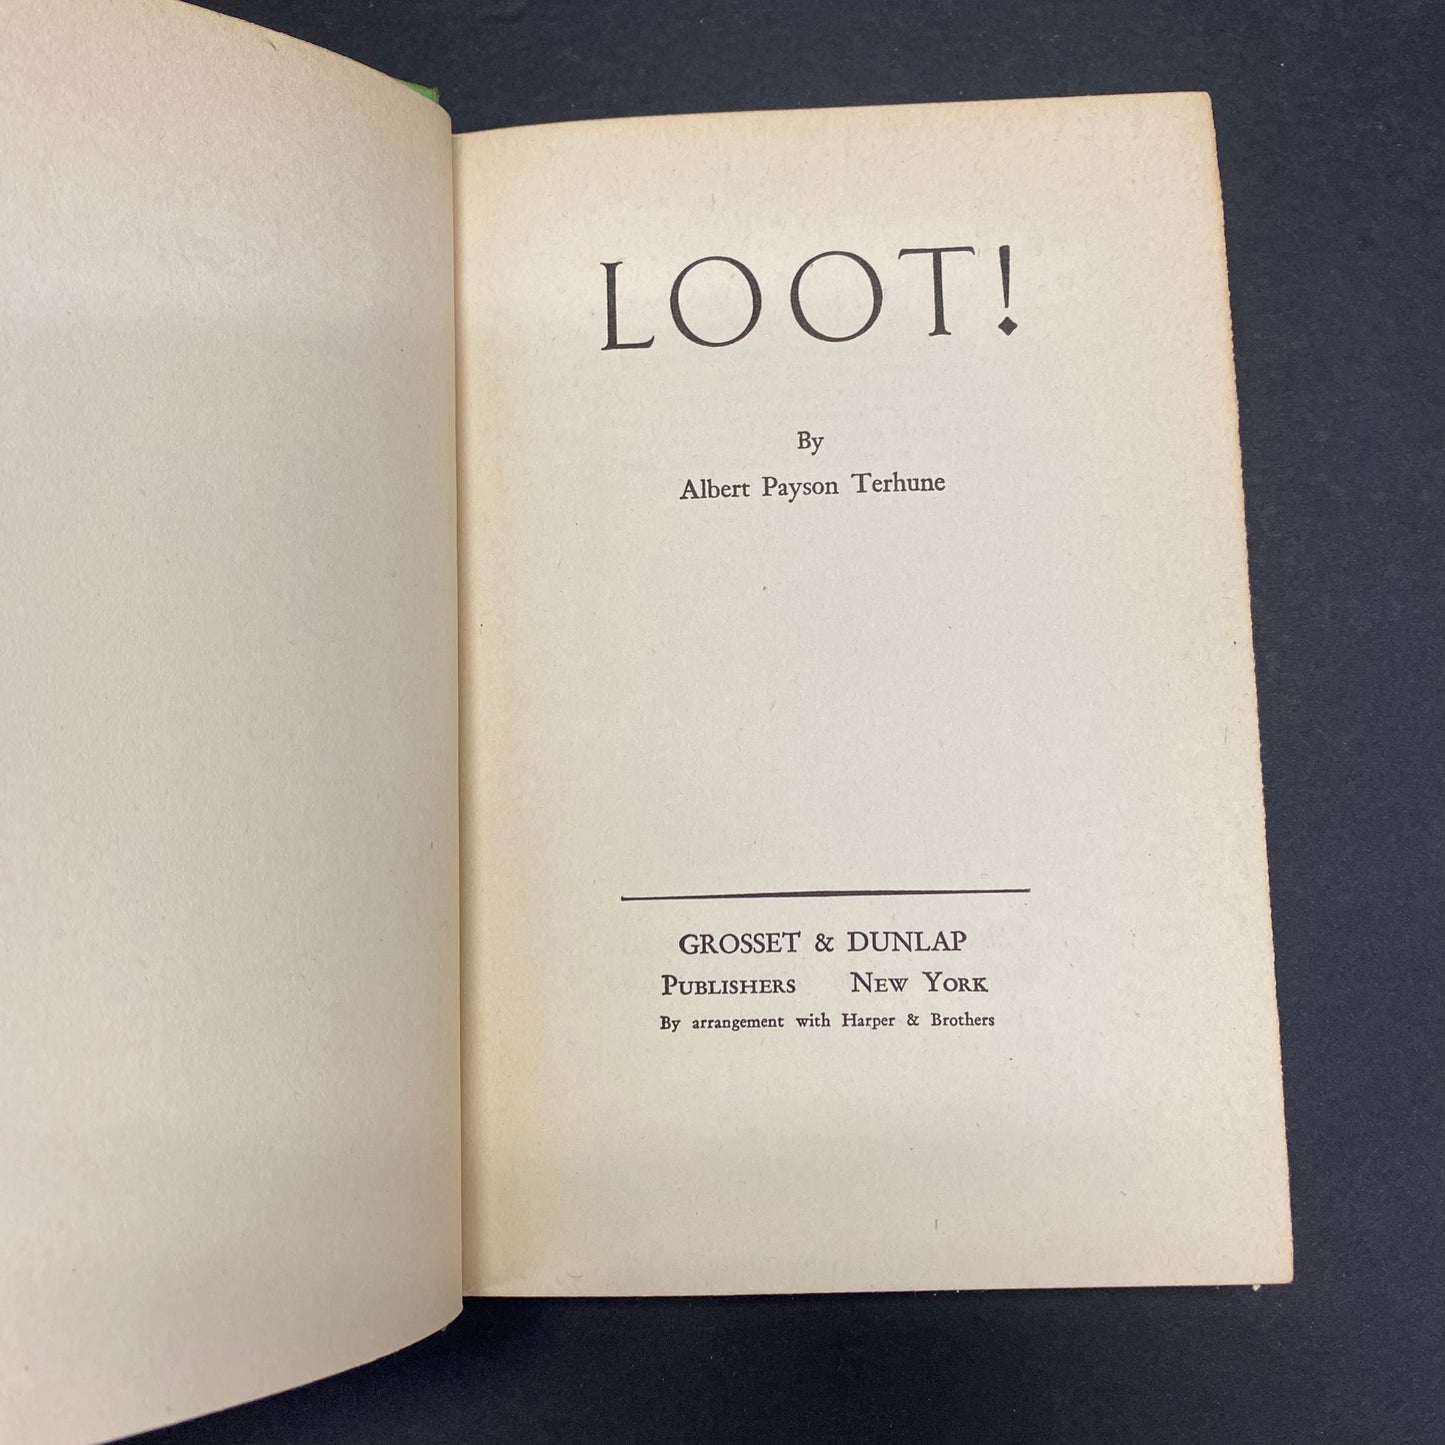 LOOT!
By
Albert Payson Terhune
GROSSET & DUNLAP
PUBLISHERS NEW YORK
By arrangement with Harper & Brothers